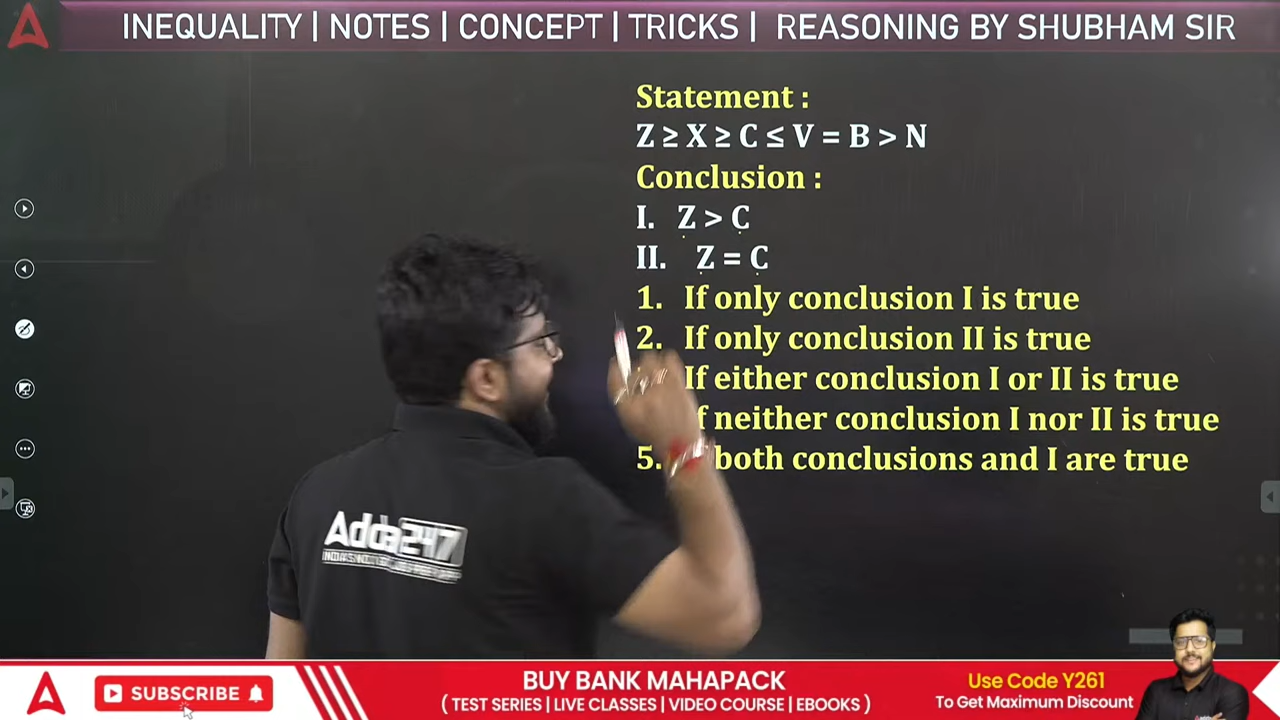 INEQUALITY | NOTES | CONCEPT | TRICKS | REASONING BY SHUBHAM SIR
Statement :
Z ≥ X ≥ C ≤ V = B > N
Conclusion :
I. Z > C
II. Z = C
1. If only conclusion I is true
2. If only conclusion II is true
If either conclusion I or II is true
f neither conclusion I nor II is true
5. both conclusions and I are true
Adda247
SUBSCRIBE
BUY BANK MAHAPACK
( TEST SERIES | LIVE CLASSES | VIDEO COURSE | EBOOKS )
Use Code Y261
To Get Maximum Discount